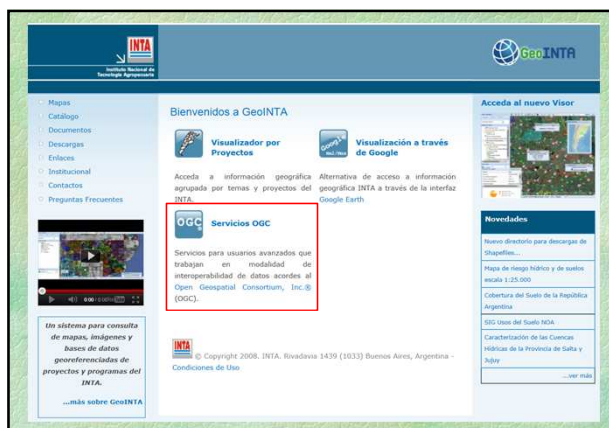 INTA
Instituto Nacional de
Tecnología Agropecuaria
GeoINTA
Mapas
Catálogo
Documentos
Descargas
Enlaces
Institucional
Contactos
Preguntas Frecuentes
0:00
Un sistema para consulta
de mapas, imágenes y
bases de datos
georeferenciadas de
proyectos y programas del
INTA.
...más sobre GeoINTA
Bienvenidos a GeoINTA
Visualizador por
Proyectos
Acceda a información geográfica
agrupada por temas y proyectos del
INTA.
Visualización a través
de Google
Alternativa de acceso a información
geográfica INTA a través de la interfaz
Google Earth
OGC
Servicios OGC
Servicios para usuarios avanzados que
trabajan en modalidad de
interoperabilidad de datos acordes al
Open Geospatial Consortium, Inc.®
(OGC).
INTA
© Copyright 2008. INTA. Rivadavia 1439 (1033) Buenos Aires, Argentina -
Condiciones de Uso
Acceda al nuevo Visor
Novedades
Nuevo directorio para descargas de
Shapefiles...
Mapa de riesgo hídrico y de suelos
escala 1:25.000
Cobertura del Suelo de la República
Argentina
SIG Usos del Suelo NOA
Caracterización de las Cuencas
Hídricas de la Provincia de Salta y
Jujuy
...ver más